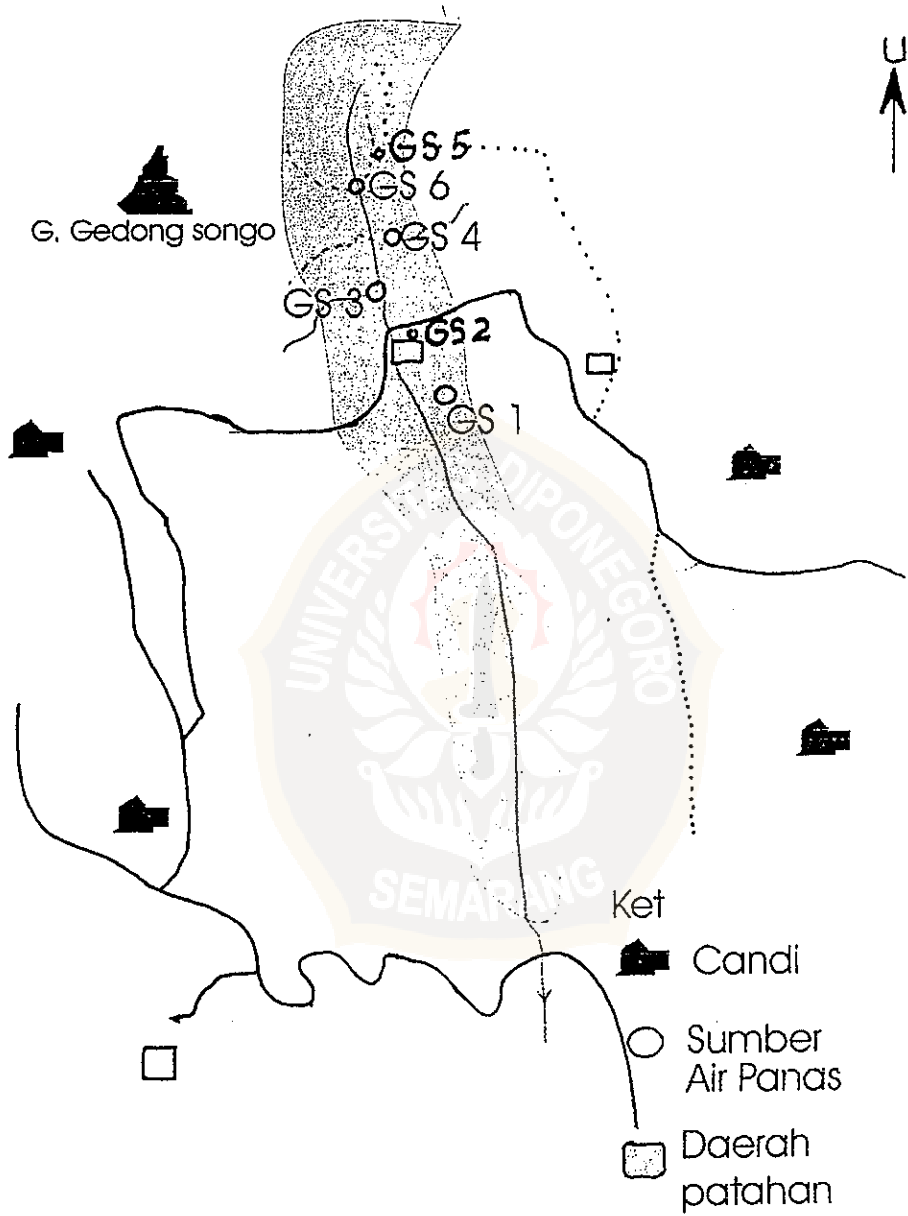 U
GS 5
GS 6
G. Gedong songo
GS 4
GS-3
GS 2
GS 1
UNIVERSITAS DIPONEGORO
SEMARANG
Ket
Candi
Sumber
Air Panas
Daerah
patahan